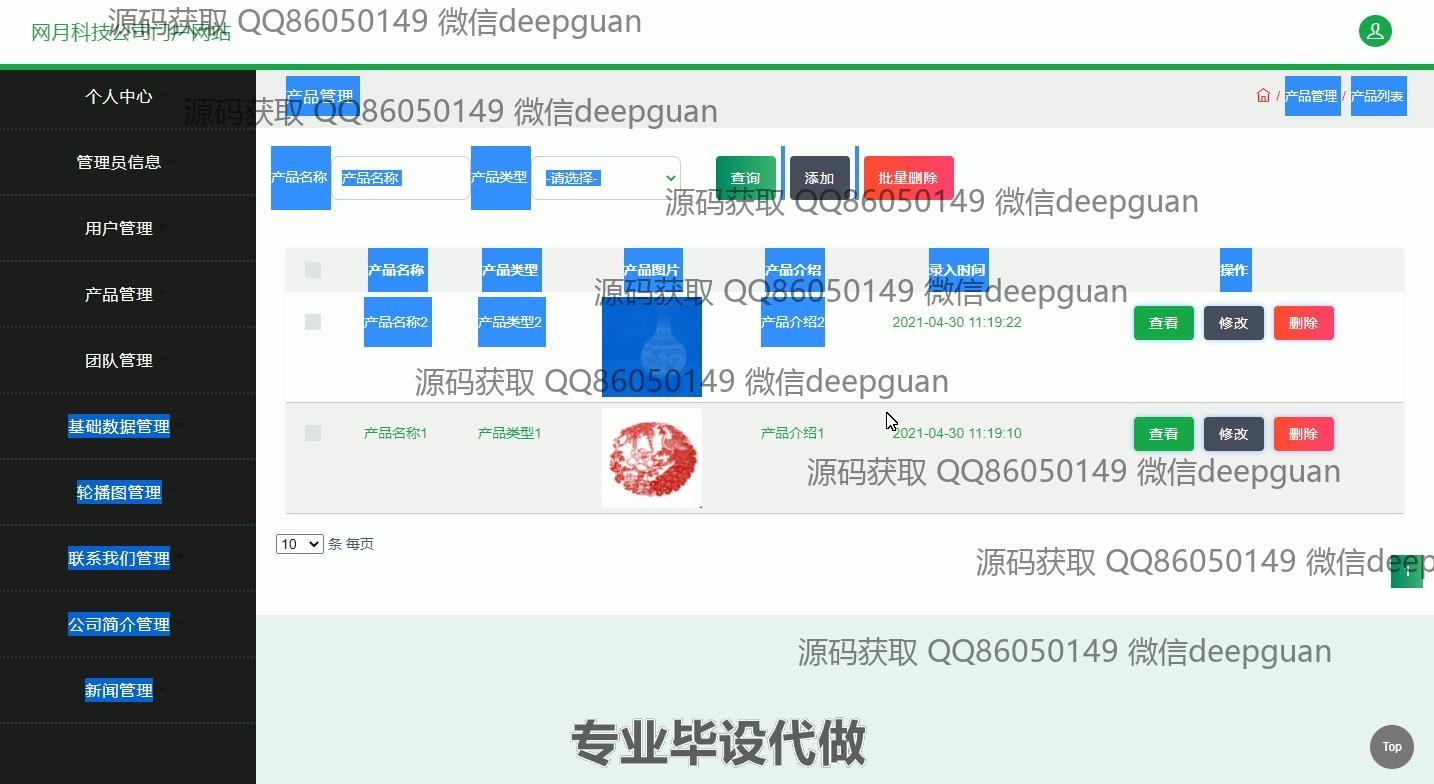 网月科技公司门户网站
源码获取 QQ86050149 微信deepguan
个人中心
管理员信息
用户管理
产品管理
团队管理
基础数据管理
轮播图管理
联系我们管理
公司简介管理
新闻管理
产品管理
/ 产品管理 / 产品列表
源码获取 QQ86050149 微信deepguan
产品名称 产品名称 产品类型 -请选择- 查询 添加 批量删除
源码获取 QQ86050149 微信deepguan
产品名称 产品类型 产品图片 产品介绍 录入时间 操作
源码获取 QQ86050149 微信deepguan
产品名称2 产品类型2 产品介绍2 2021-04-30 11:19:22 查看 修改 删除
源码获取 QQ86050149 微信deepguan
产品名称1 产品类型1 产品介绍1 2021-04-30 11:19:10 查看 修改 删除
源码获取 QQ86050149 微信deepguan
10 条 每页
源码获取 QQ86050149 微信deep
1
源码获取 QQ86050149 微信deepguan
专业毕设代做
Top